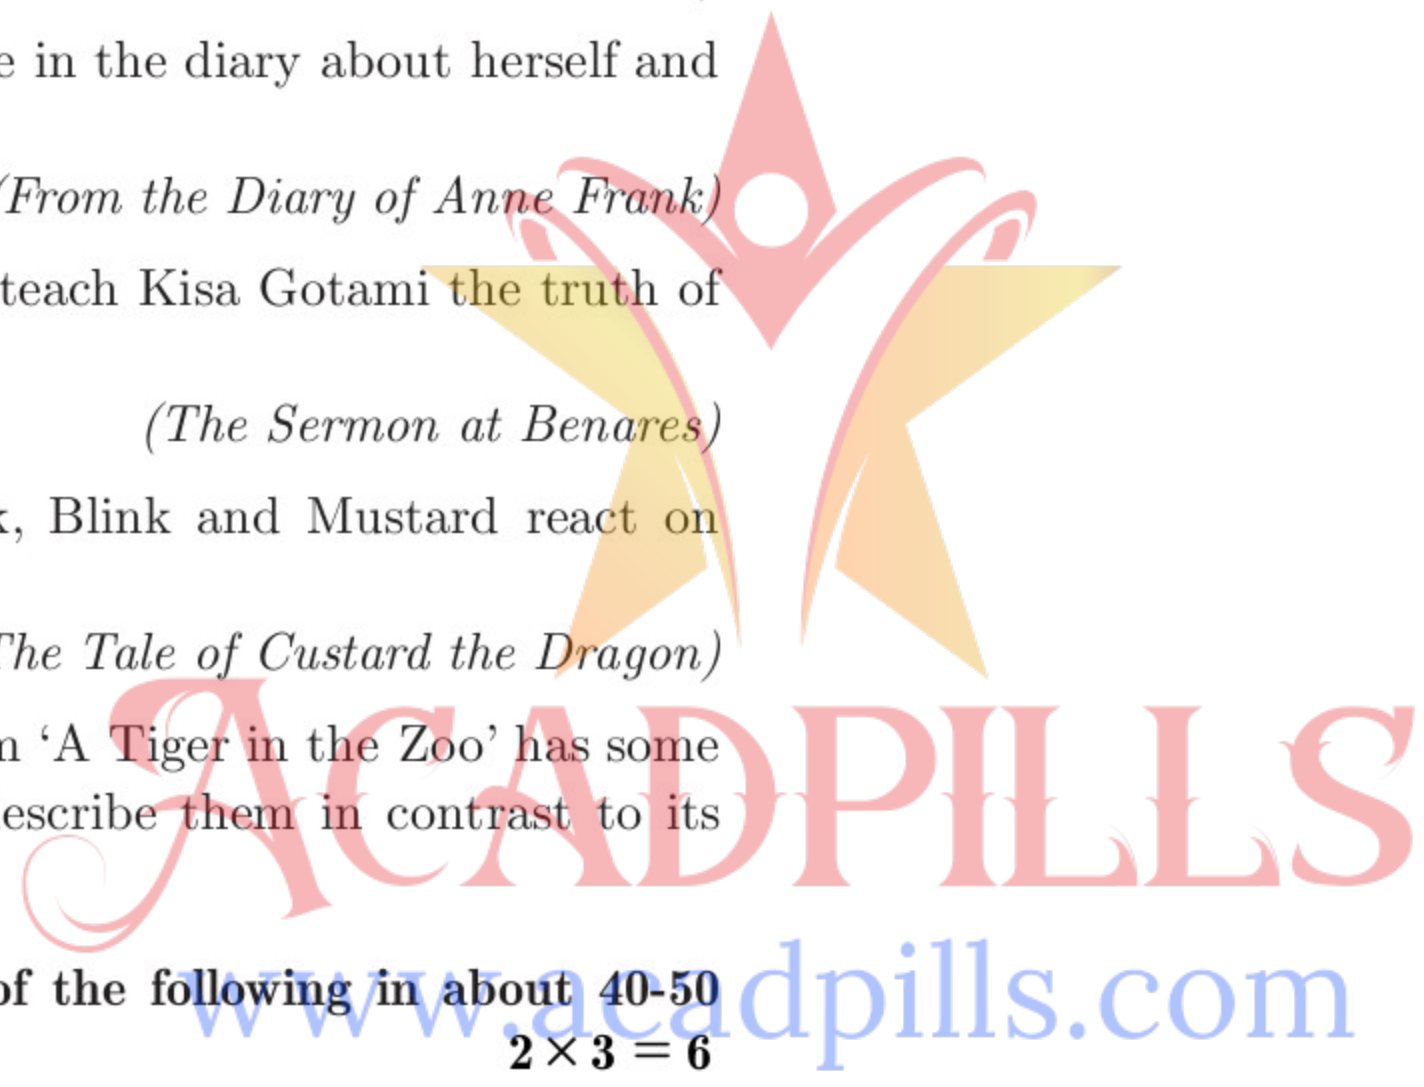 e in the diary about herself and
(From the Diary of Anne Frank)
teach Kisa Gotami the truth of
(The Sermon at Benares)
k, Blink and Mustard react on
The Tale of Custard the Dragon)
m ‘A Tiger in the Zoo’ has some
escribe them in contrast to its
ACADPILLS
of the following in about 40-50
www.acadpills.com
2 × 3 = 6